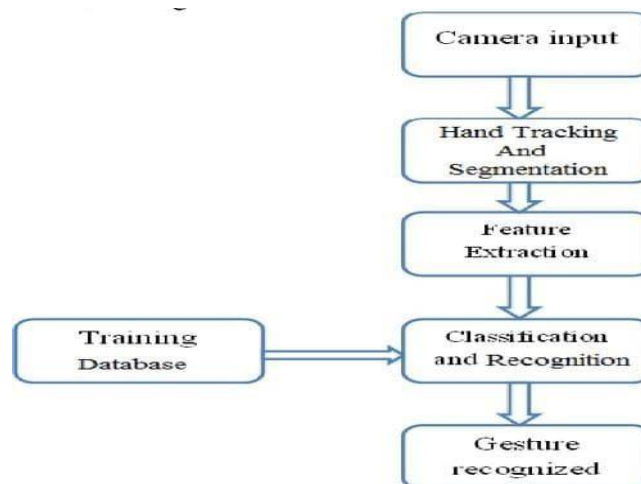 Camera input
Hand Tracking
And
Segmentation
Feature
Extraction
Training
Database
Classification
and Recognition
Gesture
recognized